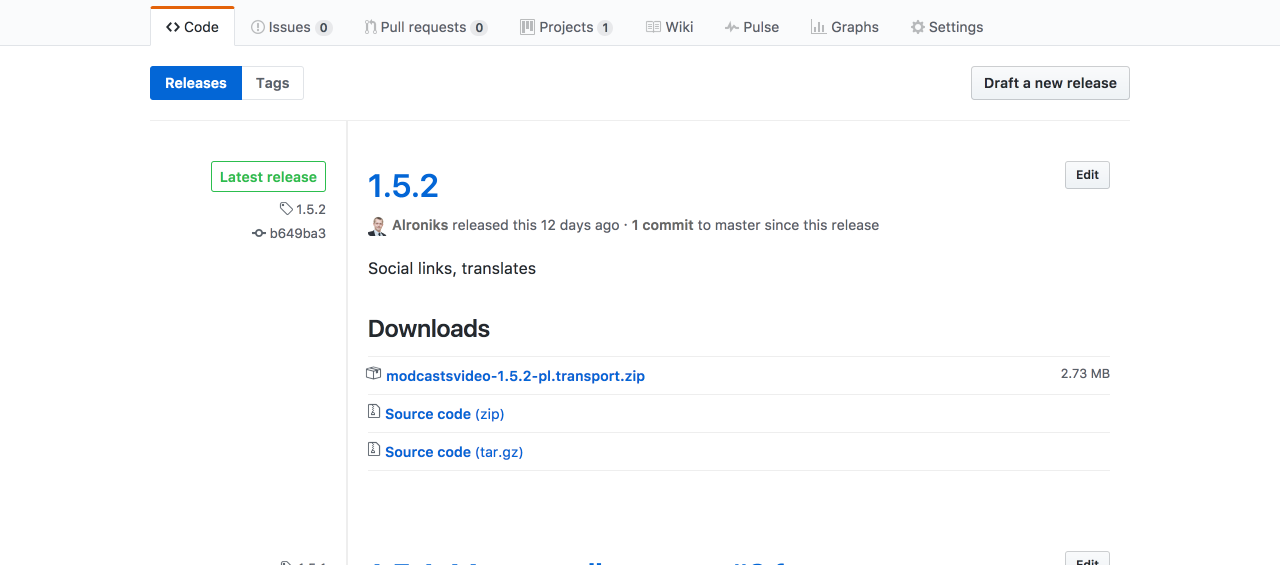 Code Issues 0 Pull requests 0 Projects 1 Wiki Pulse Graphs Settings
Releases Tags Draft a new release
Latest release
1.5.2
b649ba3
1.5.2 Edit
Alroniks released this 12 days ago · 1 commit to master since this release
Social links, translates
Downloads
modcastsvideo-1.5.2-pl.transport.zip 2.73 MB
Source code (zip)
Source code (tar.gz)
Edit